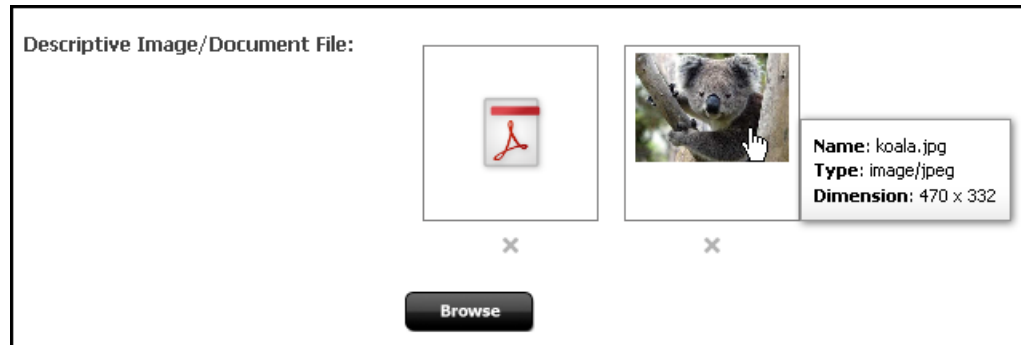 Descriptive Image/Document File:
Name: koala.jpg
Type: image/jpeg
Dimension: 470 x 332
Browse